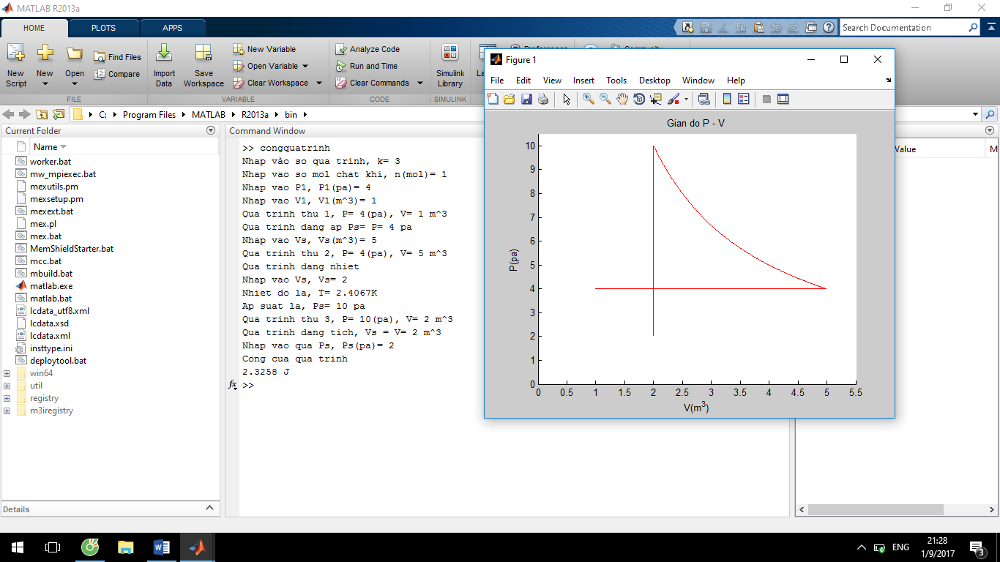 MATLAB R2013a
HOME PLOTS APPS
Search Documentation
New Script
New
Open
Find Files
Compare
FILE
Import Data
Save Workspace
New Variable
Open Variable
Clear Workspace
VARIABLE
Analyze Code
Run and Time
Clear Commands
CODE
Simulink Library
SIMULINK
C: Program Files MATLAB R2013a bin
Current Folder
Name
worker.bat
mw_mpiexec.bat
mexutils.pm
mexsetup.pm
mexext.bat
mex.pl
mex.bat
MemShieldStarter.bat
mcc.bat
mbuild.bat
matlab.exe
matlab.bat
lcdata_utf8.xml
lcdata.xsd
lcdata.xml
insttype.ini
deploytool.bat
win64
util
registry
m3iregistry
Details
Command Window
>> congquatrinh
Nhap vào so qua trinh, k= 3
Nhap vao so mol chat khi, n(mol)= 1
Nhap vao P1, P1(pa)= 4
Nhap vao V1, V1(m^3)= 1
Qua trinh thu 1, P= 4(pa), V= 1 m^3
Qua trinh dang ap Ps= P= 4 pa
Nhap vao Vs, Vs(m^3)= 5
Qua trinh thu 2, P= 4(pa), V= 5 m^3
Qua trinh dang nhiet
Nhap vao Vs, Vs= 2
Nhiet do la, T= 2.4067K
Ap suat la, Ps= 10 pa
Qua trinh thu 3, P= 10(pa), V= 2 m^3
Qua trinh dang tich, Vs = V= 2 m^3
Nhap vao qua Ps, Ps(pa)= 2
Cong cua qua trinh
2.3258 J
fx >>
Figure 1
File Edit View Insert Tools Desktop Window Help
Gian do P - V
10
9
8
7
6
5
4
3
2
1
0
P(pa)
0 0.5 1 1.5 2 2.5 3 3.5 4 4.5 5 5.5
V(m^3)
Value M
ENG
21:28
1/9/2017
3